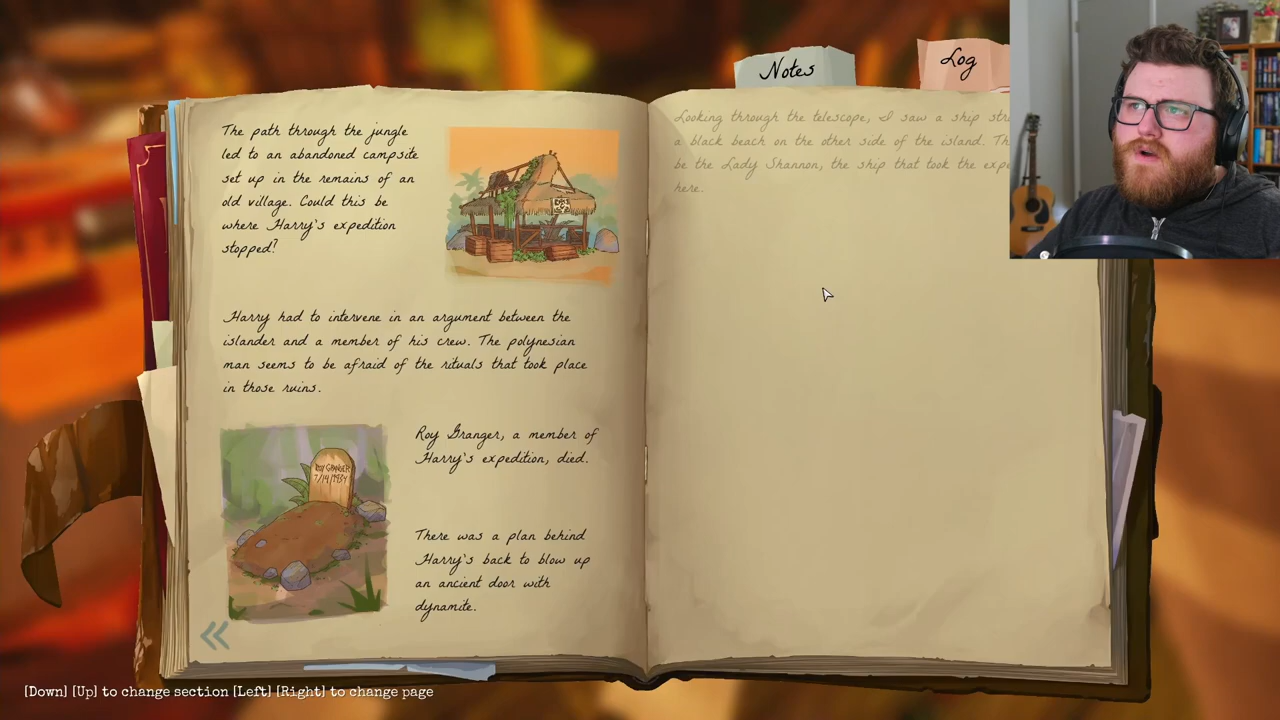 Notes
Log
The path through the jungle
led to an abandoned campsite
set up in the remains of an
old village. Could this be
where Harry's expedition
stopped?
Harry had to intervene in an argument between the
islander and a member of his crew. The polynesian
man seems to be afraid of the rituals that took place
in those ruins.
ROY GRANGER
7/14/1934
Roy Granger, a member of
Harry's expedition, died.
There was a plan behind
Harry's back to blow up
an ancient door with
dynamite.
Looking through the telescope, I saw a ship
a black beach on the other side of the island.
be the Lady Shannon, the ship that took the
here.
[Down] [Up] to change section [Left] [Right] to change page